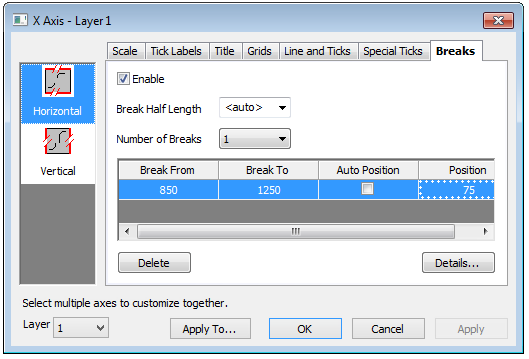 X Axis - Layer 1
Scale Tick Labels Title Grids Line and Ticks Special Ticks Breaks
Horizontal
Vertical
Enable
Break Half Length <auto>
Number of Breaks 1
Break From Break To Auto Position Position
850 1250 75
Delete Details...
Select multiple axes to customize together.
Layer 1 Apply To... OK Cancel Apply